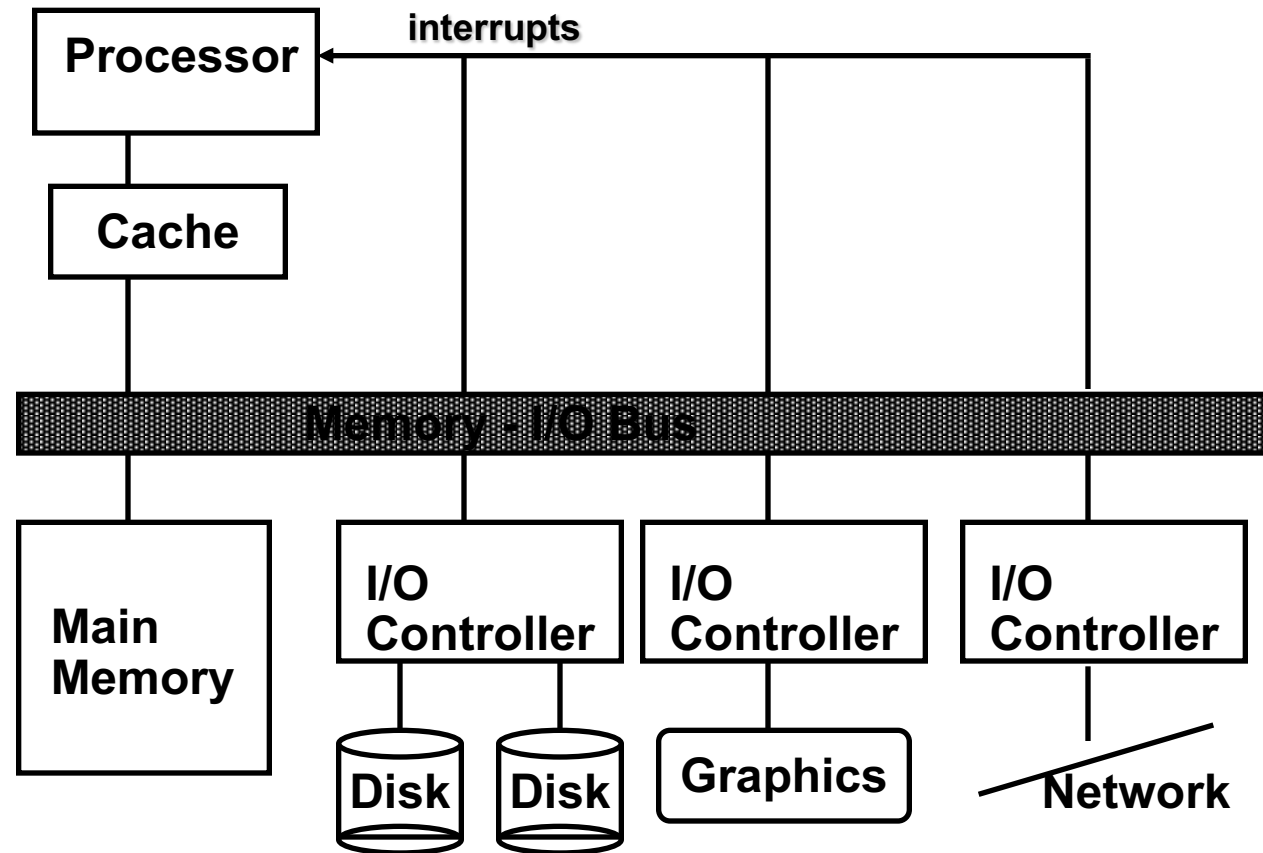 interrupts
Processor
Cache
Memory - I/O Bus
Main
Memory
I/O
Controller
I/O
Controller
I/O
Controller
Disk
Disk
Graphics
Network